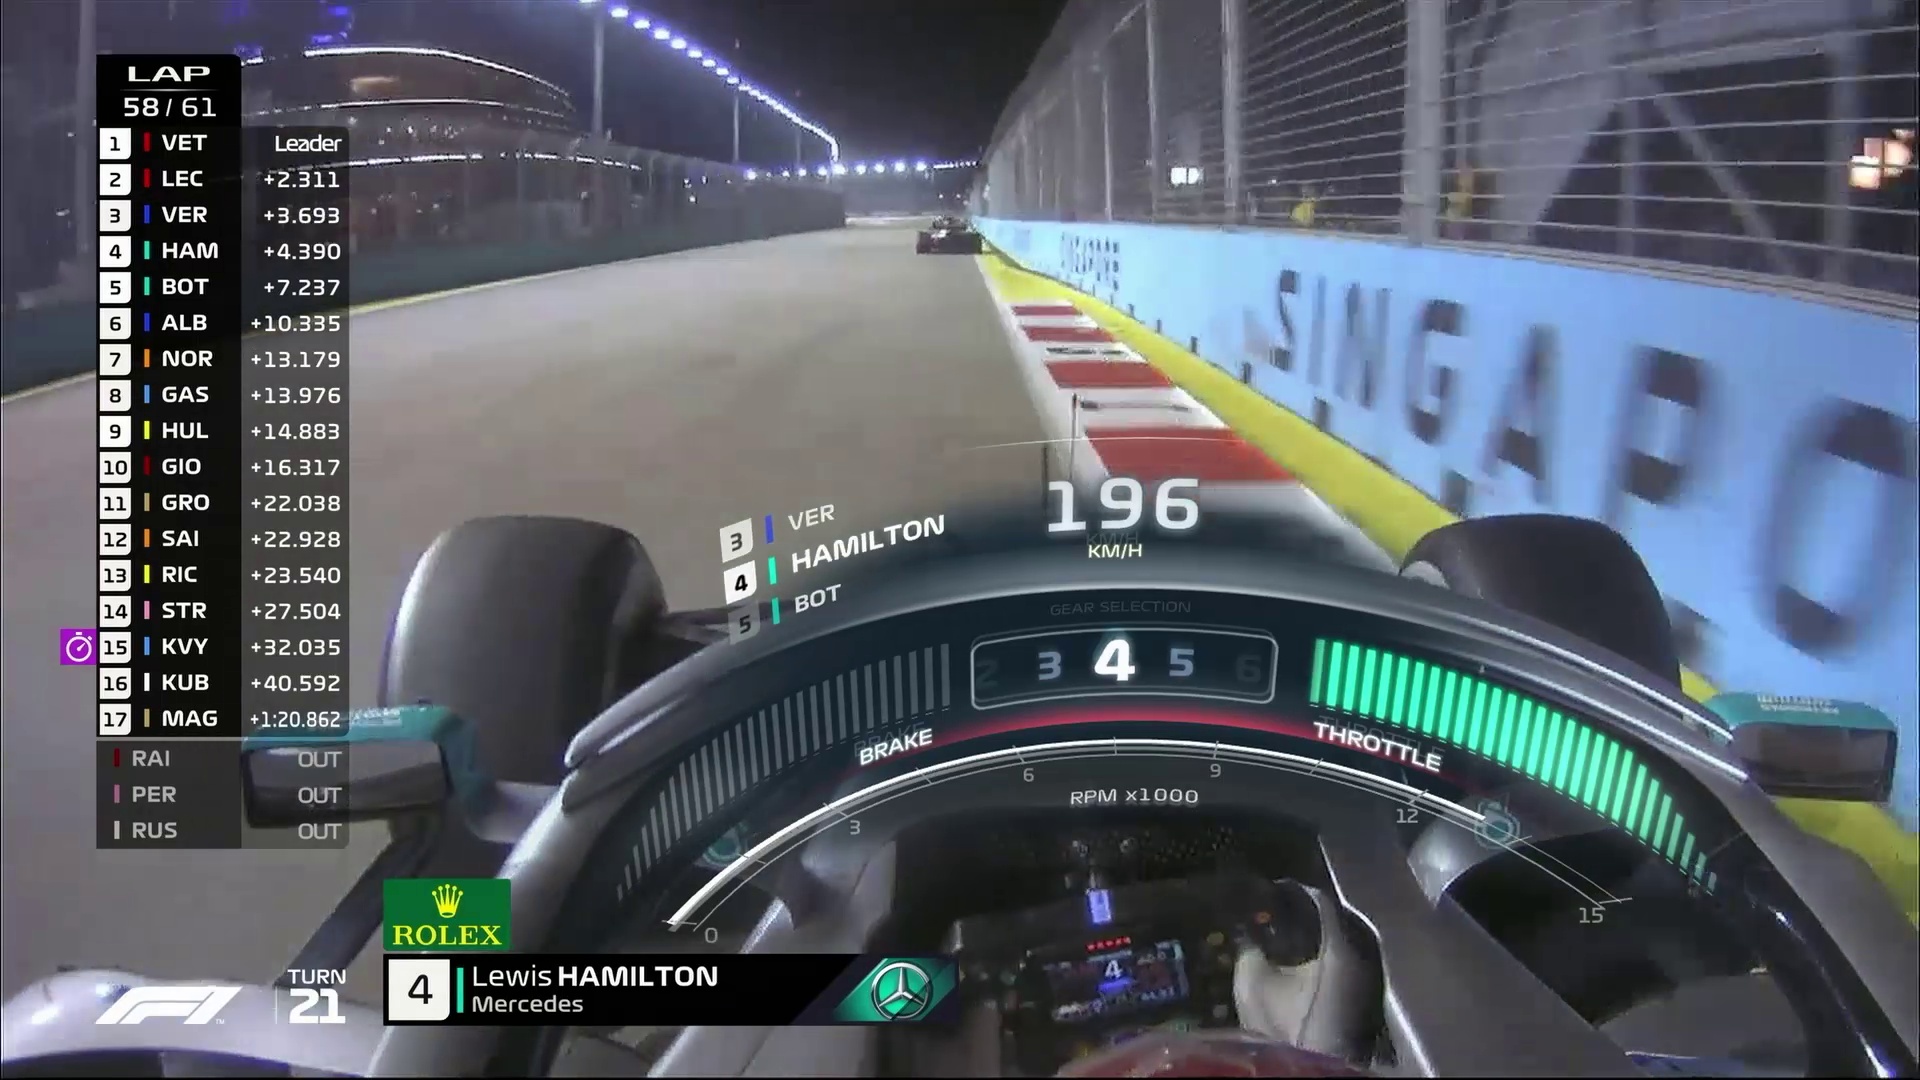 LAP
58/61
1 VET Leader
2 LEC +2.311
3 VER +3.693
4 HAM +4.390
5 BOT +7.237
6 ALB +10.335
7 NOR +13.179
8 GAS +13.976
9 HUL +14.883
10 GIO +16.317
11 GRO +22.038
12 SAI +22.928
13 RIC +23.540
14 STR +27.504
15 KVY +32.035
16 KUB +40.592
17 MAG +1:20.862
RAI OUT
PER OUT
RUS OUT
SINGAPORE
SINGAPO
196
KM/H
3 VER
4 HAMILTON
5 BOT
GEAR SELECTION
2 3 4 5 6
BRAKE
THROTTLE
0 3 6 9 12 15
RPM x1000
4
ROLEX
F1
TURN
21
4 Lewis HAMILTON
Mercedes